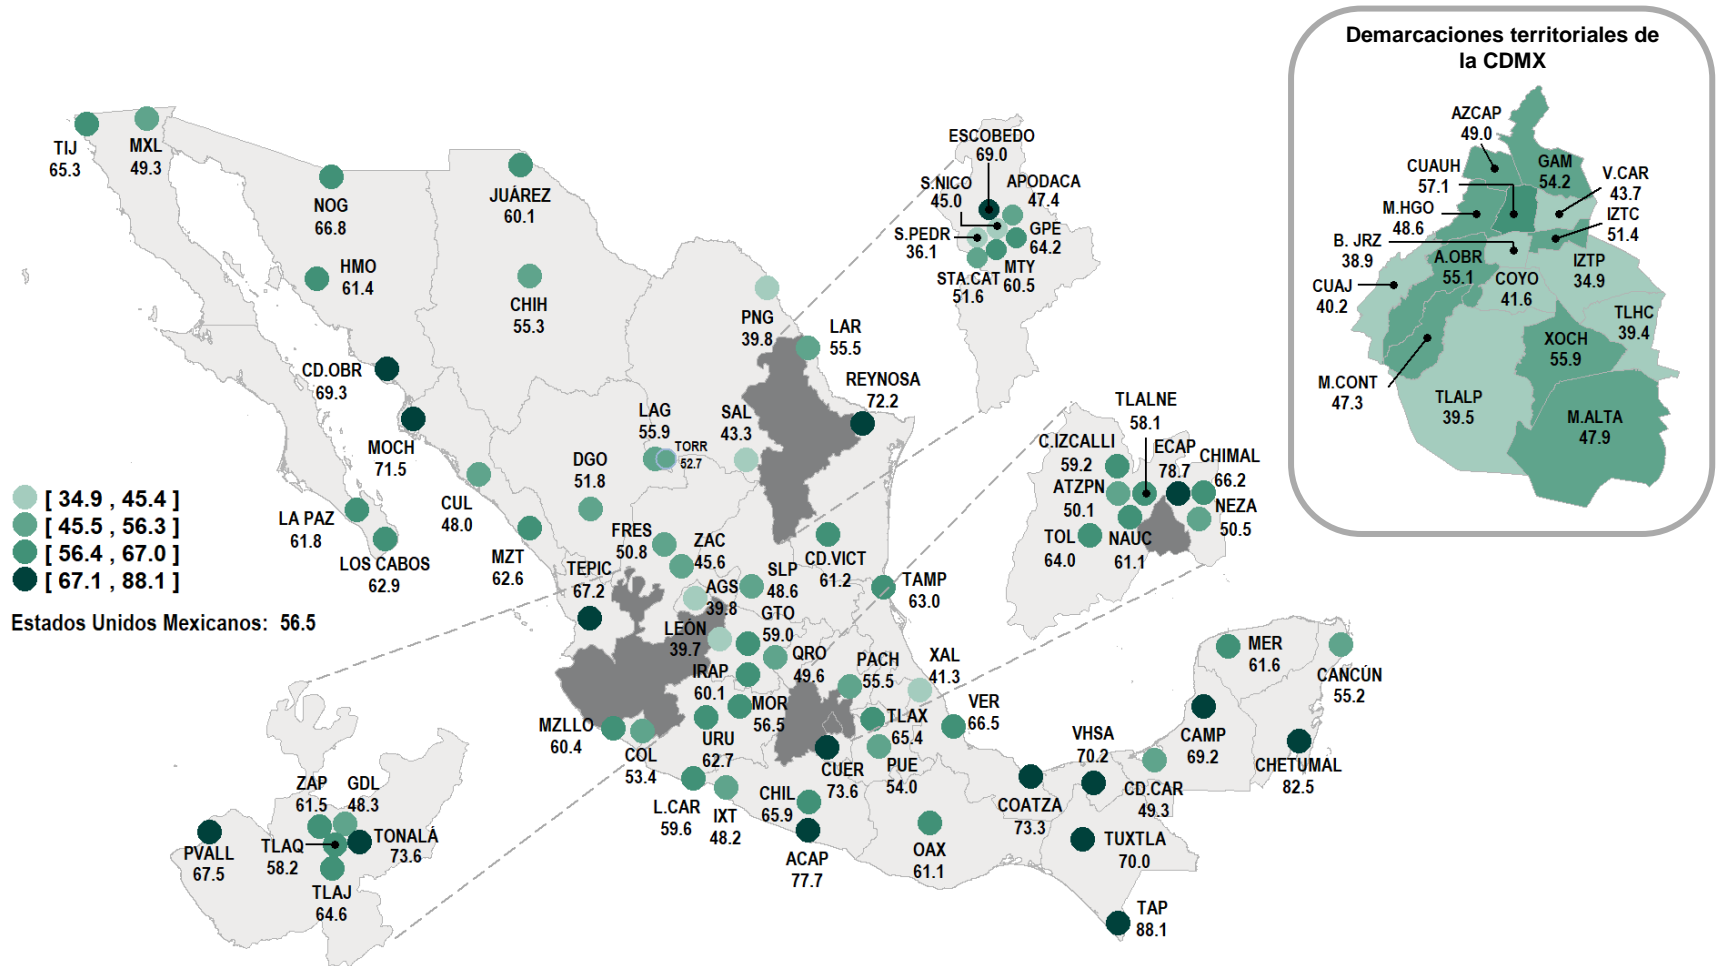 Demarcaciones territoriales de
la CDMX
AZCAP
49.0
CUAUH
57.1
GAM
54.2
V.CAR
43.7
M.HGO
48.6
IZTC
51.4
B. JRZ
38.9
A.OBR
55.1
IZTP
34.9
CUAJ
40.2
COYO
41.6
TLHC
39.4
XOCH
55.9
M.CONT
47.3
TLALP
39.5
M.ALTA
47.9
TIJ
65.3
MXL
49.3
NOG
66.8
JUÁREZ
60.1
HMO
61.4
CHIH
55.3
CD.OBR
69.3
MOCH
71.5
LA PAZ
61.8
LOS CABOS
62.9
CUL
48.0
MZT
62.6
DGO
51.8
LAG
55.9
TORR
52.7
SAL
43.3
PNG
39.8
LAR
55.5
REYNOSA
72.2
ESCOBEDO
69.0
S.NICO
45.0
APODACA
47.4
S.PEDR
36.1
GPE
64.2
MTY
60.5
STA.CAT
51.6
TLALNE
58.1
C.IZCALLI
59.2
ECAP
78.7
CHIMAL
66.2
ATZPN
50.1
NEZA
50.5
TOL
64.0
NAUC
61.1
[ 34.9 , 45.4 ]
[ 45.5 , 56.3 ]
[ 56.4 , 67.0 ]
[ 67.1 , 88.1 ]
Estados Unidos Mexicanos: 56.5
TEPIC
67.2
FRES
50.8
ZAC
45.6
AGS
39.8
SLP
48.6
CD.VICT
61.2
TAMP
63.0
LEÓN
39.7
GTO
59.0
IRAP
60.1
QRO
49.6
PACH
55.5
XAL
41.3
VER
66.5
MOR
56.5
TLAX
65.4
MZLLO
60.4
COL
53.4
URU
62.7
CUER
73.6
PUE
54.0
L.CAR
59.6
IXT
48.2
CHIL
65.9
ACAP
77.7
OAX
61.1
COATZA
73.3
VHSA
70.2
CD.CAR
49.3
TUXTLA
70.0
TAP
88.1
MER
61.6
CANCÚN
55.2
CAMP
69.2
CHETUMAL
82.5
ZAP
61.5
GDL
48.3
PVALL
67.5
TLAQ
58.2
TONALÁ
73.6
TLAJ
64.6